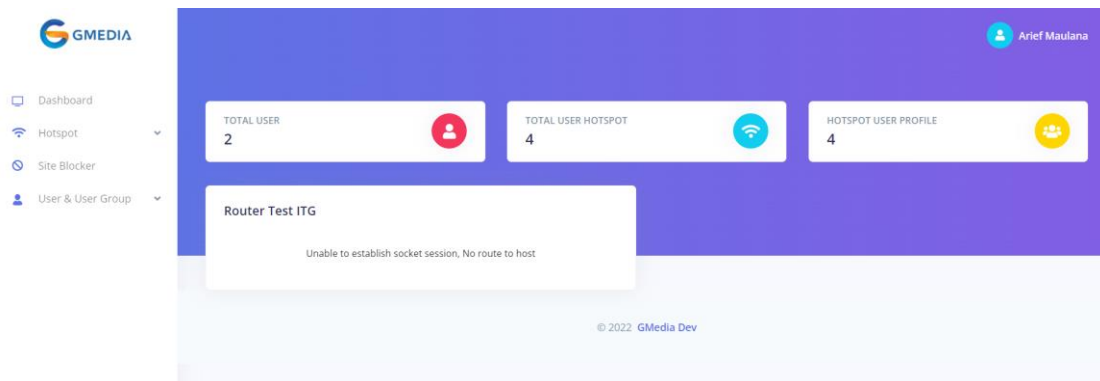 GMEDIA
Arief Maulana
Dashboard
Hotspot
Site Blocker
User & User Group
TOTAL USER
2
TOTAL USER HOTSPOT
4
HOTSPOT USER PROFILE
4
Router Test ITG
Unable to establish socket session, No route to host
© 2022 GMedia Dev